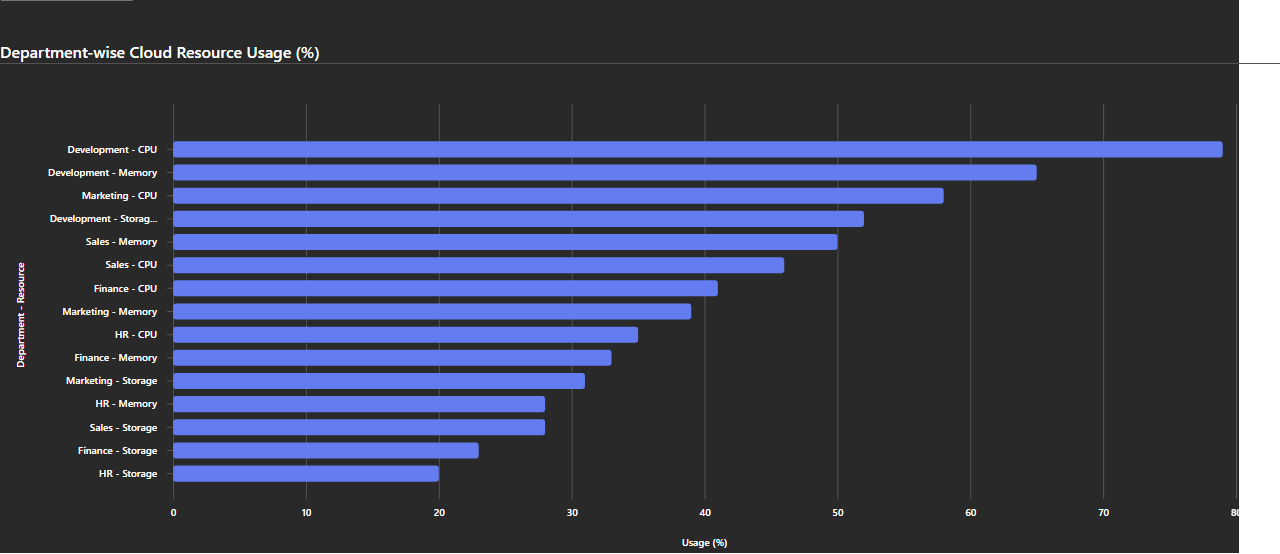 Department-wise Cloud Resource Usage (%)
Department - Resource
Development - CPU
Development - Memory
Marketing - CPU
Development - Storag...
Sales - Memory
Sales - CPU
Finance - CPU
Marketing - Memory
HR - CPU
Finance - Memory
Marketing - Storage
HR - Memory
Sales - Storage
Finance - Storage
HR - Storage
0 10 20 30 40 50 60 70 80
Usage (%)